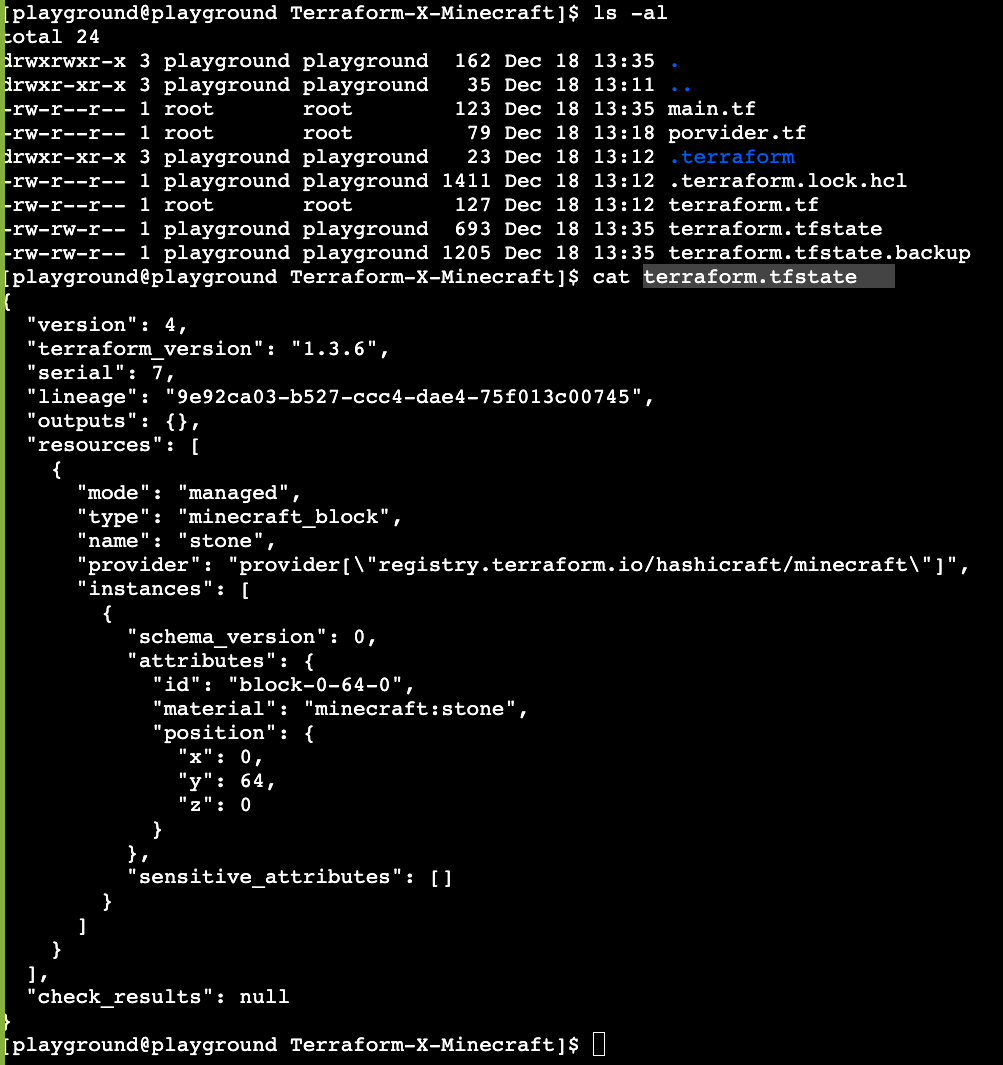 [playground@playground Terraform-X-Minecraft]$ ls -al
total 24
drwxrwxr-x 3 playground playground  162 Dec 18 13:35 .
drwxr-xr-x 3 playground playground   35 Dec 18 13:11 ..
-rw-r--r-- 1 root       root        123 Dec 18 13:35 main.tf
-rw-r--r-- 1 root       root         79 Dec 18 13:18 porvider.tf
drwxr-xr-x 3 playground playground   23 Dec 18 13:12 .terraform
-rw-r--r-- 1 playground playground 1411 Dec 18 13:12 .terraform.lock.hcl
-rw-r--r-- 1 root       root        127 Dec 18 13:12 terraform.tf
-rw-rw-r-- 1 playground playground  693 Dec 18 13:35 terraform.tfstate
-rw-rw-r-- 1 playground playground 1205 Dec 18 13:35 terraform.tfstate.backup
[playground@playground Terraform-X-Minecraft]$ cat terraform.tfstate
{
  "version": 4,
  "terraform_version": "1.3.6",
  "serial": 7,
  "lineage": "9e92ca03-b527-ccc4-dae4-75f013c00745",
  "outputs": {},
  "resources": [
    {
      "mode": "managed",
      "type": "minecraft_block",
      "name": "stone",
      "provider": "provider[\"registry.terraform.io/hashicraft/minecraft\"]",
      "instances": [
        {
          "schema_version": 0,
          "attributes": {
            "id": "block-0-64-0",
            "material": "minecraft:stone",
            "position": {
              "x": 0,
              "y": 64,
              "z": 0
            }
          },
          "sensitive_attributes": []
        }
      ]
    }
  ],
  "check_results": null
}
[playground@playground Terraform-X-Minecraft]$